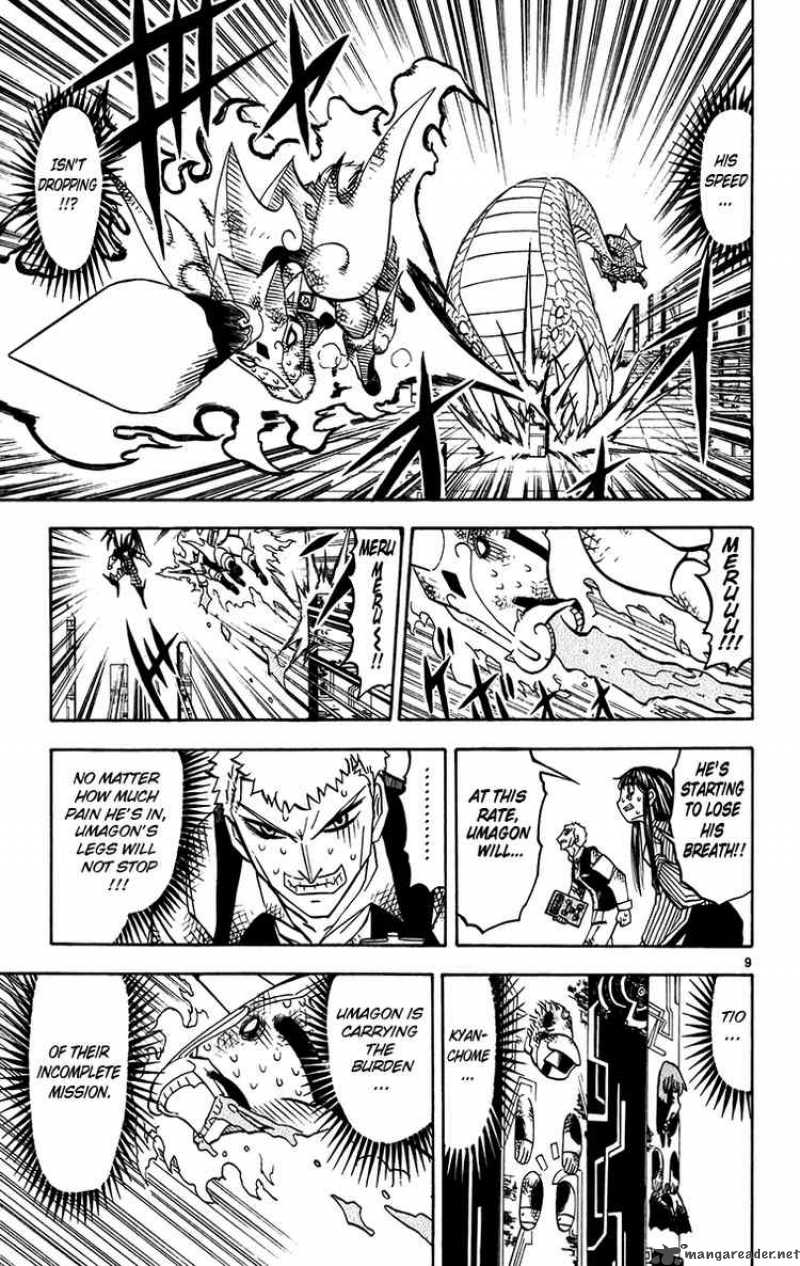 HIS
SPEED
...
ISN'T
DROPPING
!!?
MERUUU!!!
MERU
MERU~!!
HE'S
STARTING
TO LOSE
HIS
BREATH!!
AT THIS
RATE,
UMAGON
WILL...
.........
NO MATTER
HOW MUCH
PAIN HE'S IN,
UMAGON'S
LEGS WILL
NOT STOP
!!!
9
TIO
...
KYAN-
CHOME
...
UMAGON IS
CARRYING
THE
BURDEN
...
OF THEIR
INCOMPLETE
MISSION.
mangareader.net